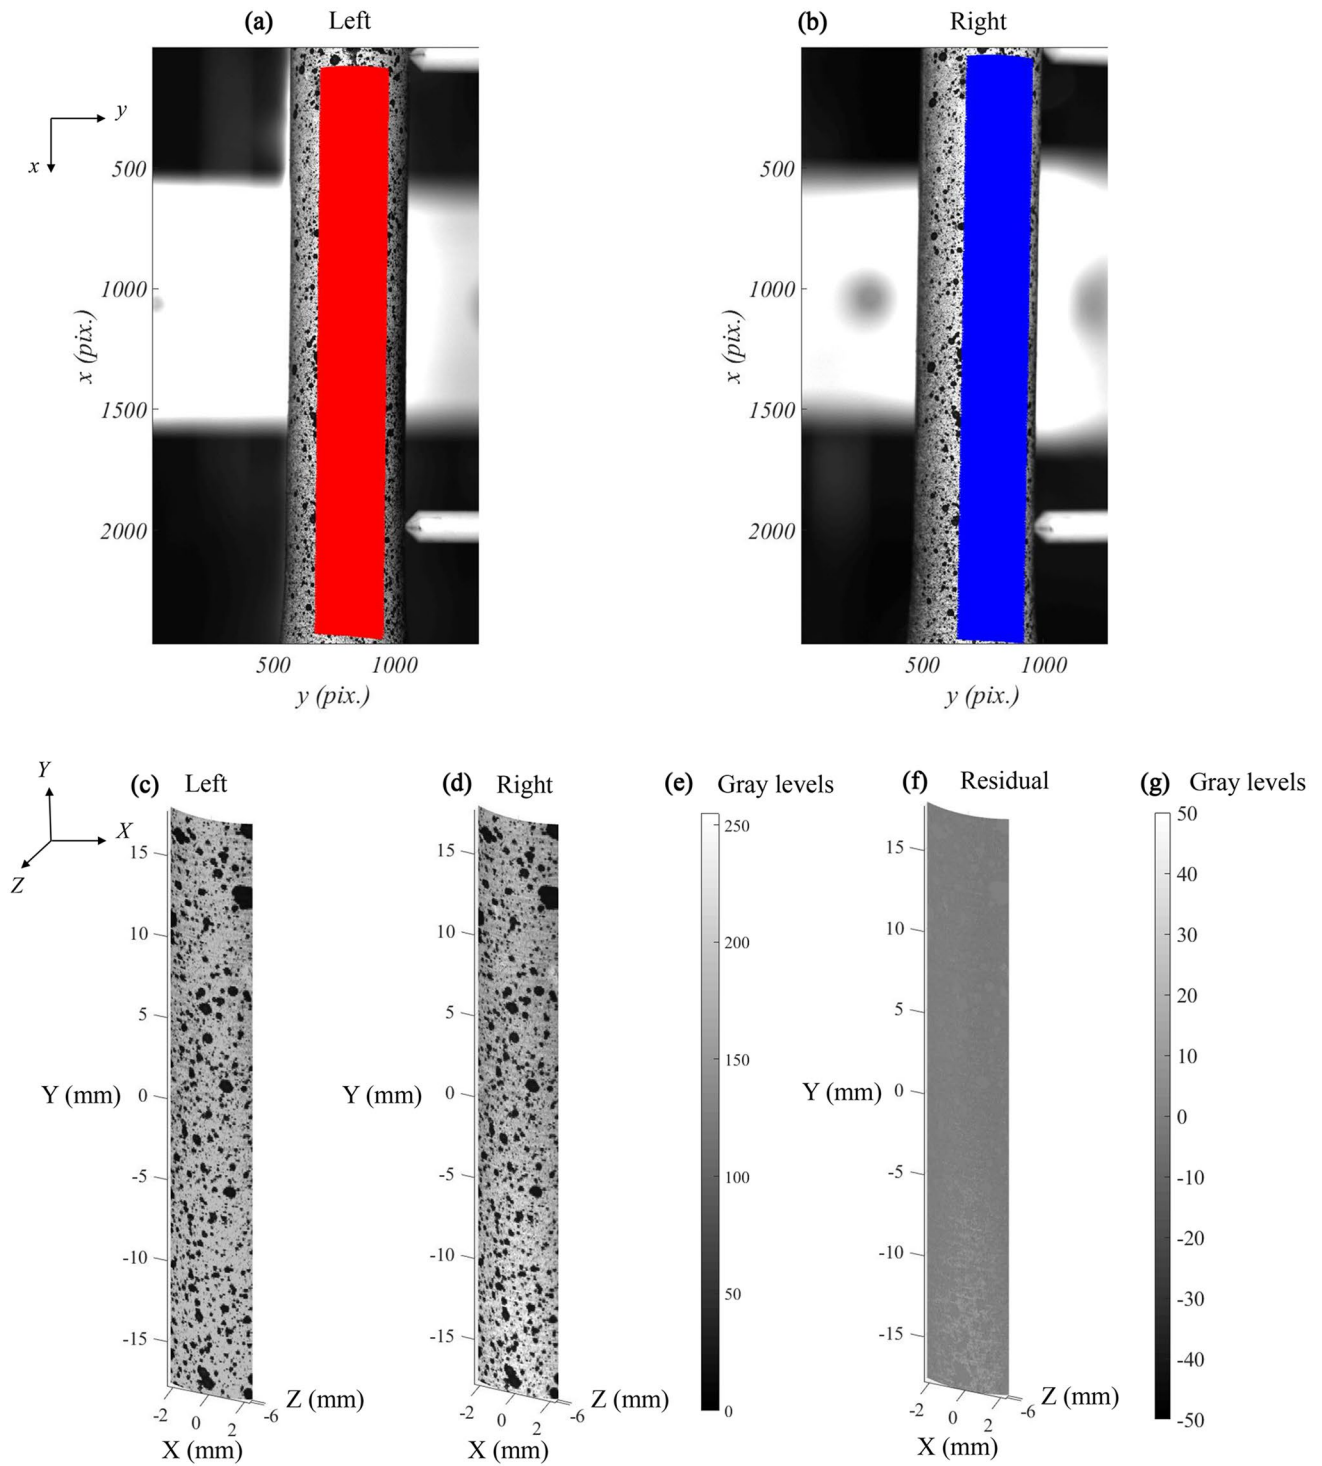 (a) Left
(b) Right
y
x
500
1000
1500
2000
x (pix.)
500 1000
y (pix.)
500
1000
1500
2000
x (pix.)
500 1000
y (pix.)
Y
X
Z
(c) Left
15
10
5
0
-5
-10
-15
Y (mm)
-2 0 2
X (mm)
-6
Z (mm)
(d) Right
15
10
5
0
-5
-10
-15
Y (mm)
-2 0 2
X (mm)
-6
Z (mm)
(e) Gray levels
250
200
150
100
50
0
(f) Residual
15
10
5
0
-5
-10
-15
Y (mm)
-2 0 2
X (mm)
-6
Z (mm)
(g) Gray levels
50
40
30
20
10
0
-10
-20
-30
-40
-50